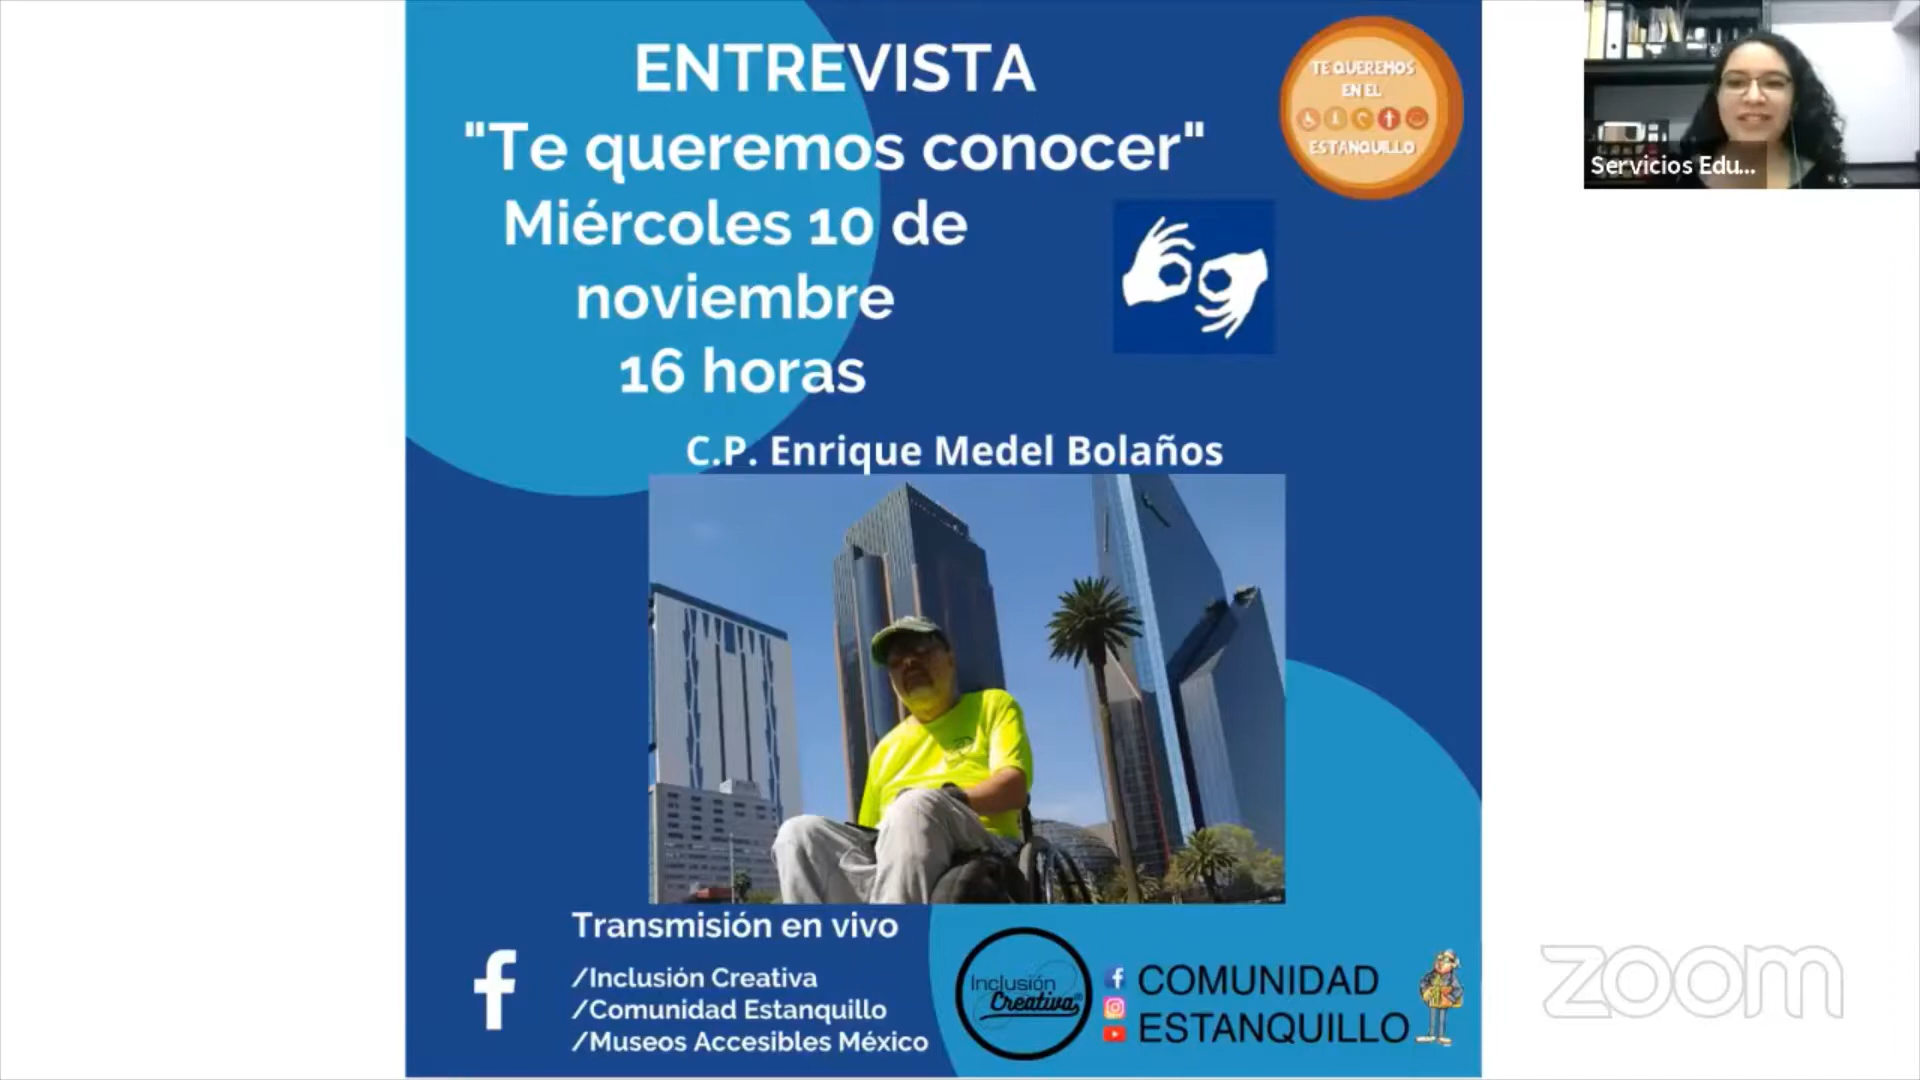 ENTREVISTA
"Te queremos conocer"
Miércoles 10 de
noviembre
16 horas
TE QUEREMOS
EN EL
ESTANQUILLO
Servicios Edu...
C.P. Enrique Medel Bolaños
Transmisión en vivo
/Inclusión Creativa
/Comunidad Estanquillo
/Museos Accesibles México
Inclusión
Creativa
COMUNIDAD
ESTANQUILLO
zoom